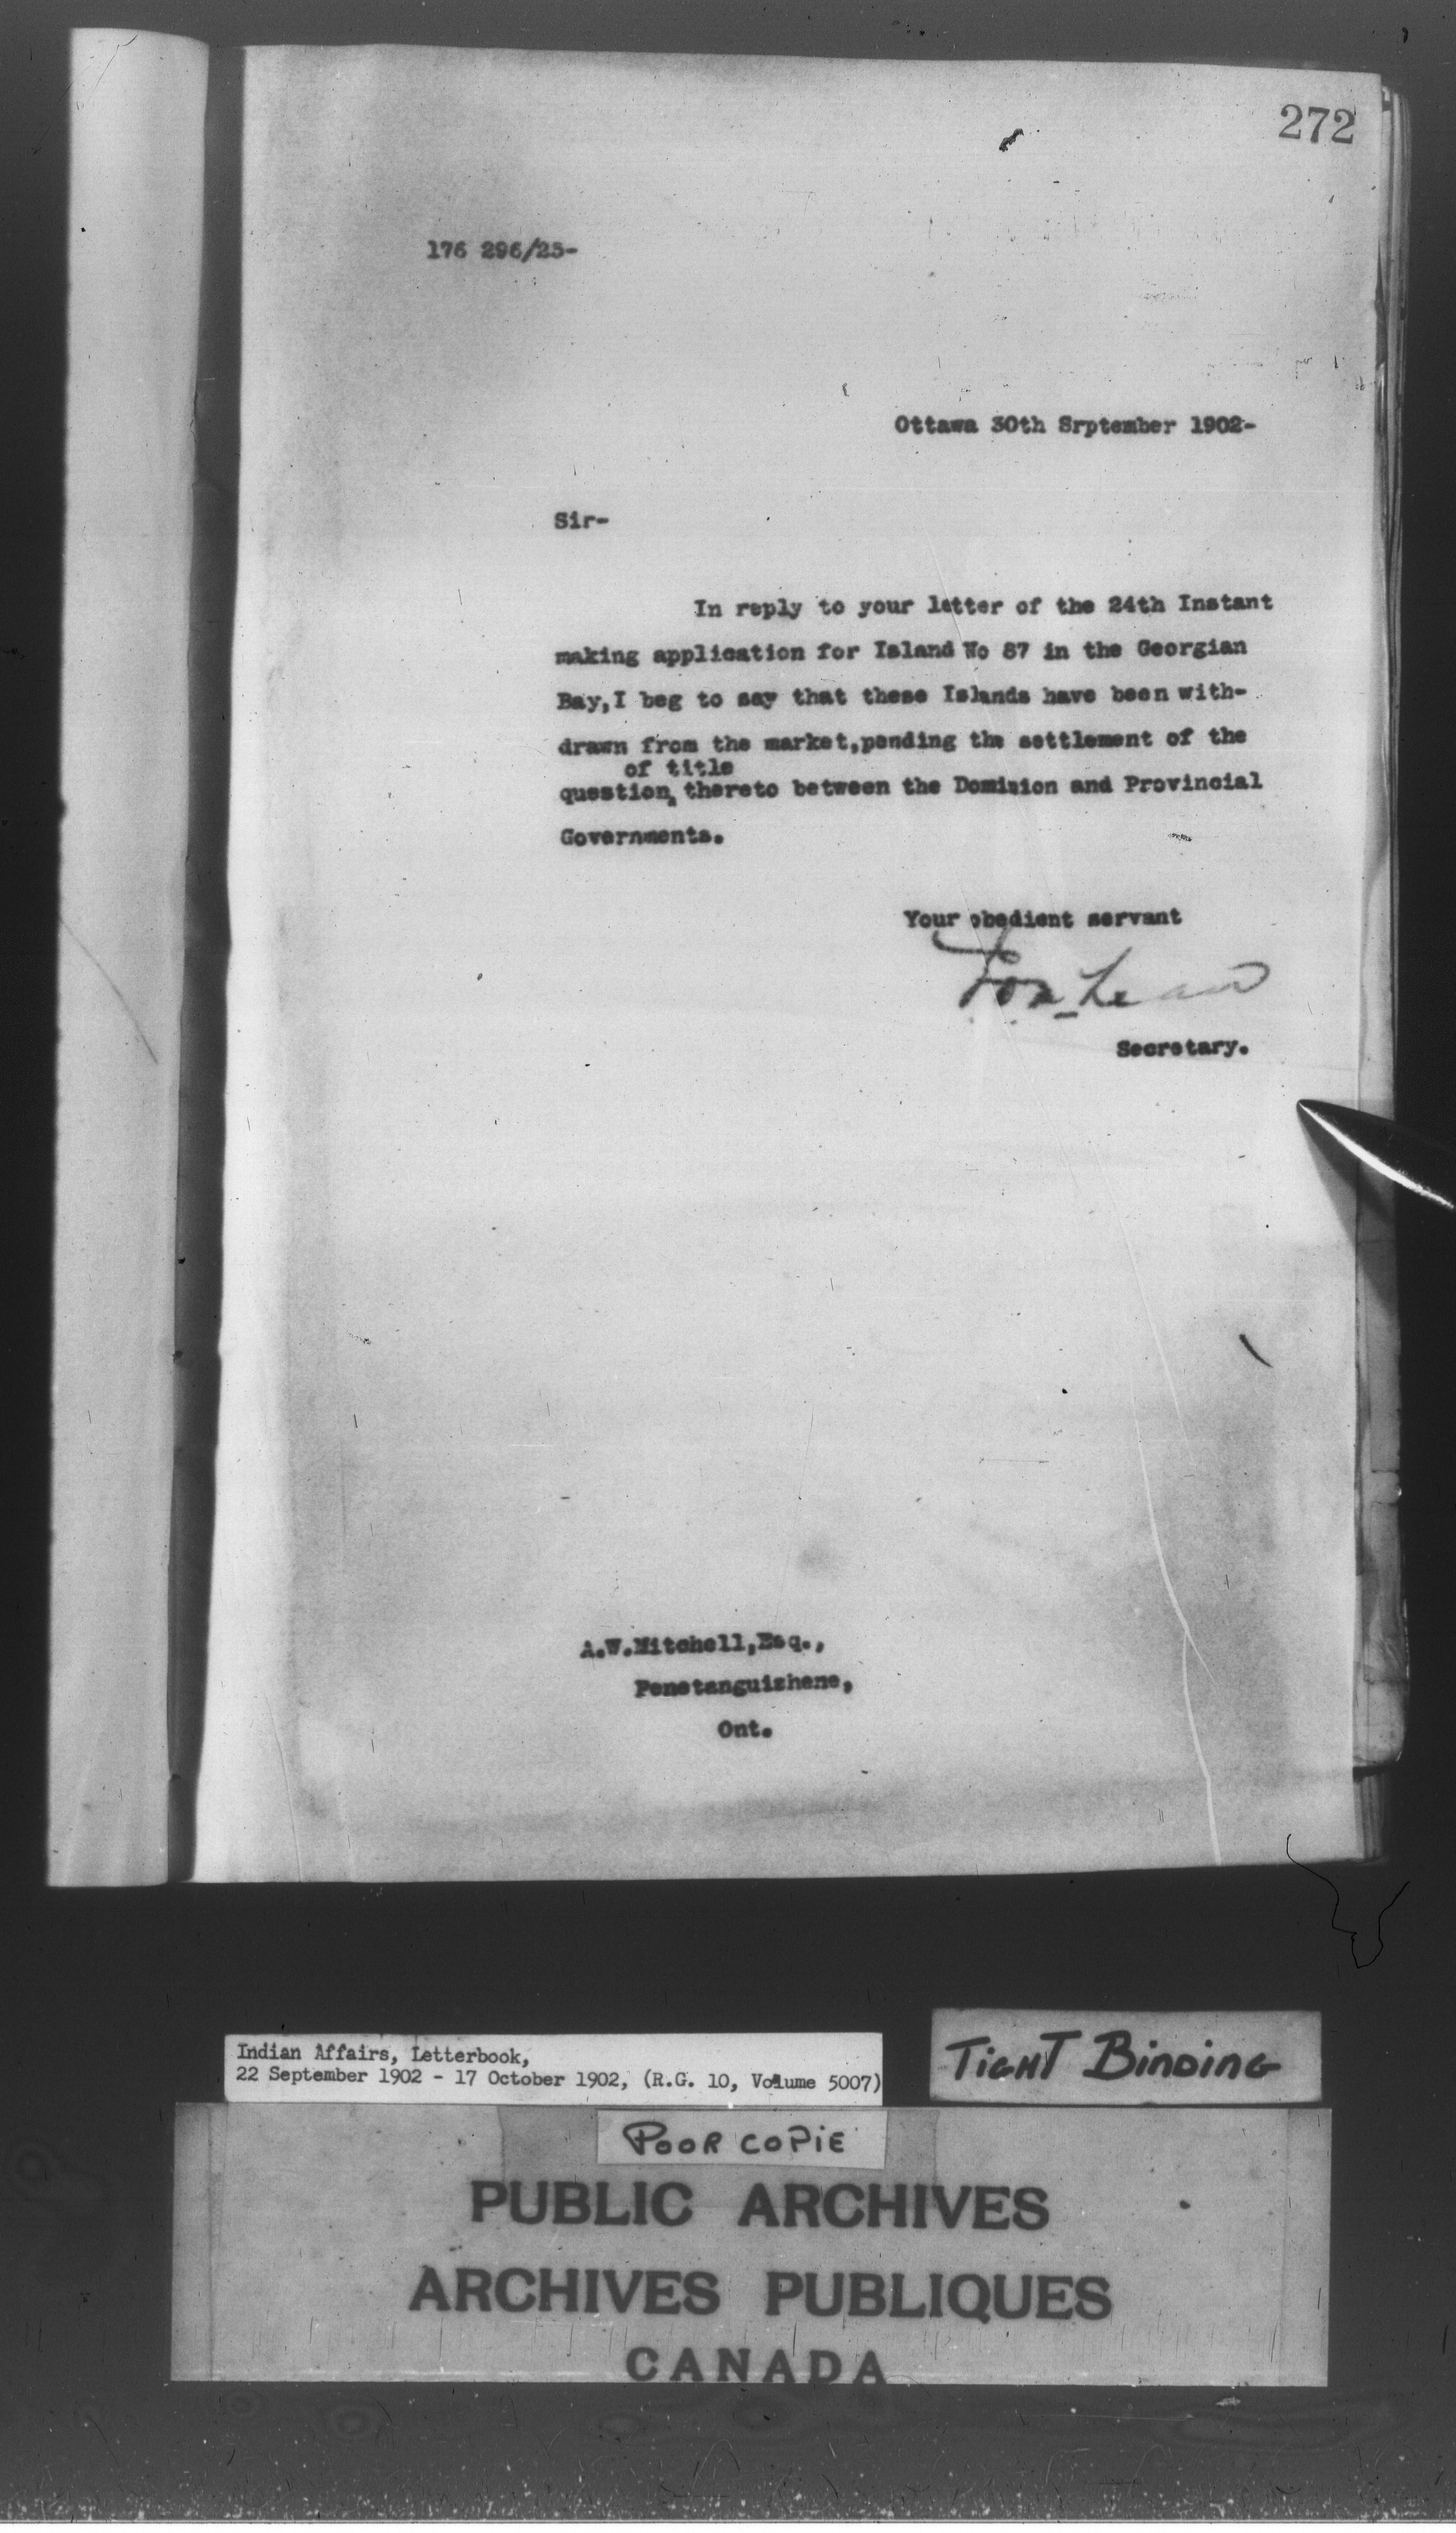 272
176 296/25-
Ottawa 30th Srptember 1902-
Sir-
In reply to your letter of the 24th Instant
making application for Island No 87 in the Georgian
Bay, I beg to say that these Islands have been with-
drawn from the market, pending the settlement of the
of title
question, thereto between the Dominion and Provincial
Governments.
Your obedient servant
Secretary.
A.W.Mitchell, Esq.,
Penetanguishene,
Ont.
Indian Affairs, Letterbook,
22 September 1902 - 17 October 1902, (R.G. 10, Volume 5007)
TIGHT BINDING
POOR COPIE
PUBLIC ARCHIVES
ARCHIVES PUBLIQUES
CANADA